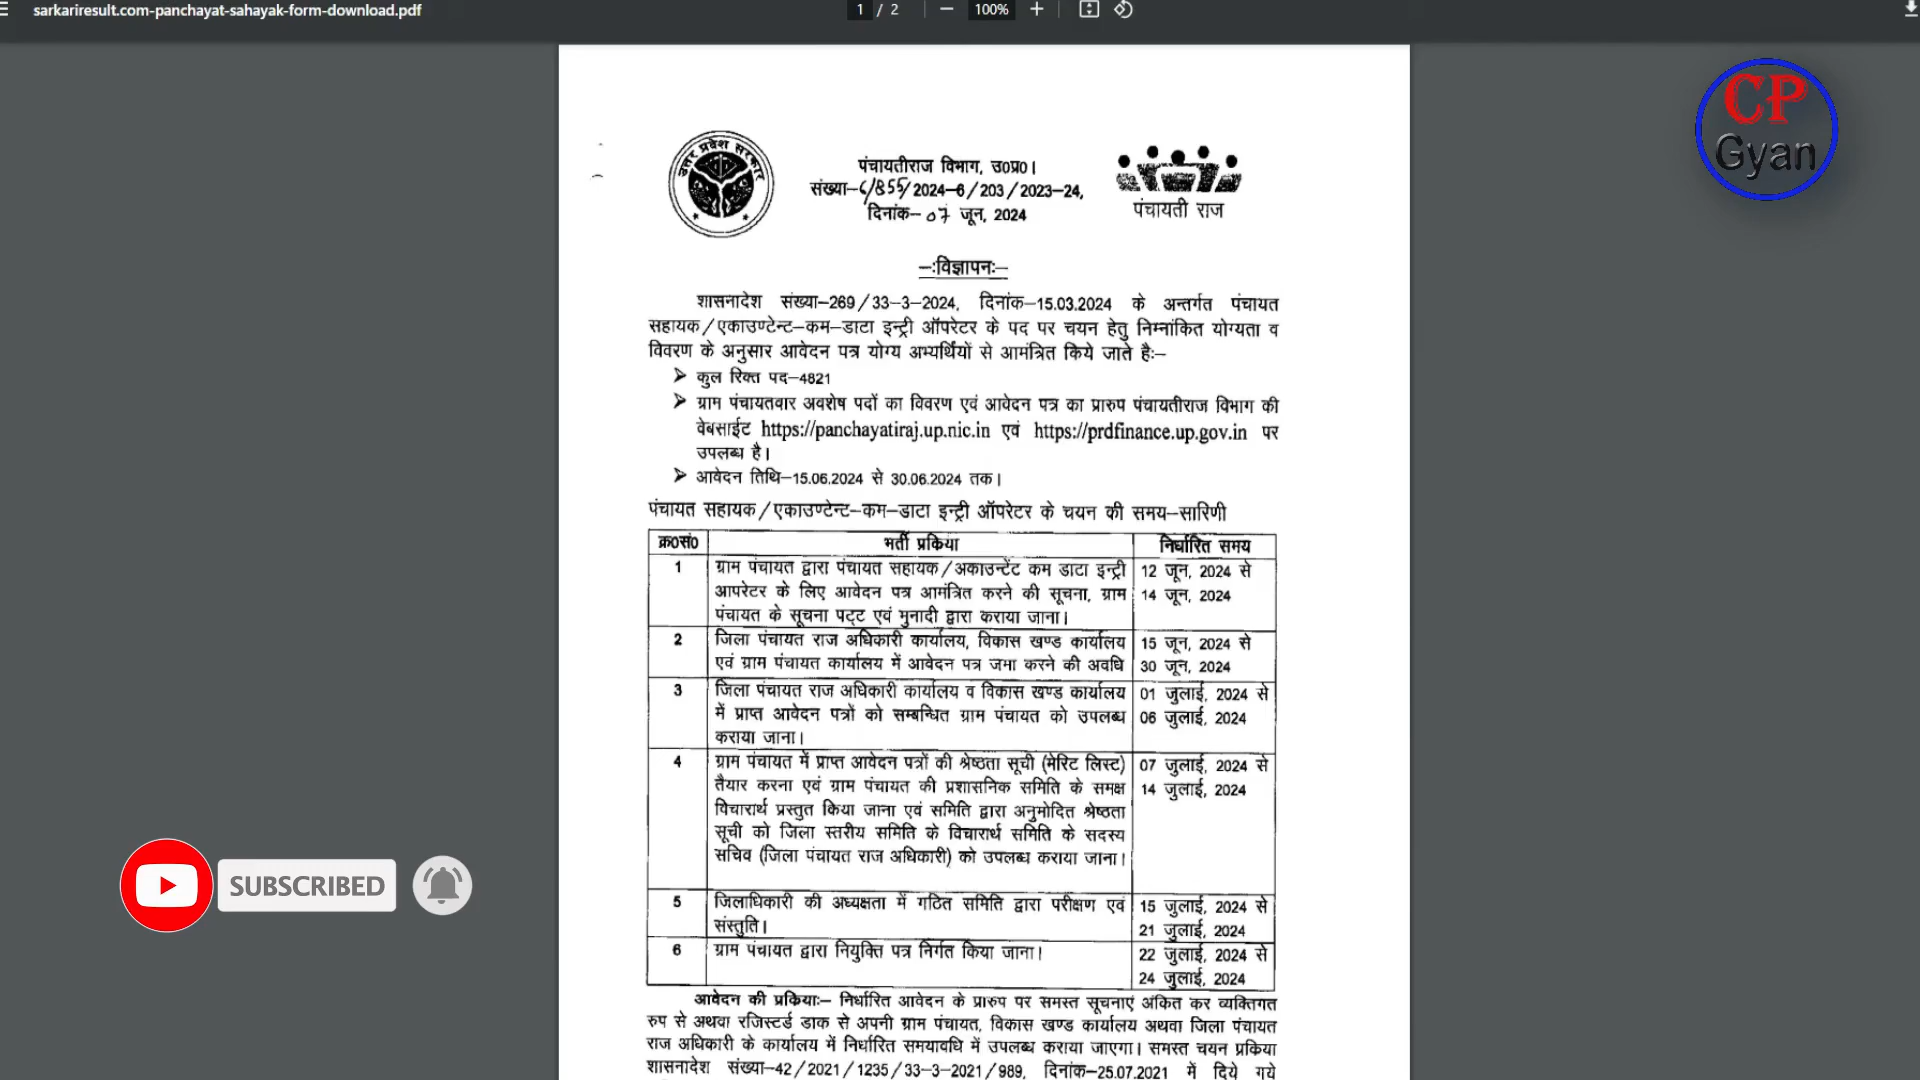 sarkariresult.com-panchayat-sahayak-form-download.pdf
1 / 2
100%
CP
Gyan
उत्तर प्रदेश सरकार
पंचायतीराज विभाग, उ0प्र0।
संख्या-6/855/2024-6/203/2023-24,
दिनांक-07 जून, 2024
पंचायती राज
-:विज्ञापनः-
शासनादेश संख्या-269/33-3-2024, दिनांक-15.03.2024 के अन्तर्गत पंचायत
सहायक/एकाउण्टेन्ट-कम-डाटा इन्ट्री ऑपरेटर के पद पर चयन हेतु निम्नांकित योग्यता व
विवरण के अनुसार आवेदन पत्र योग्य अभ्यर्थियों से आमंत्रित किये जाते हैः-
➢ कुल रिक्त पद-4821
➢ ग्राम पंचायतवार अवशेष पदों का विवरण एवं आवेदन पत्र का प्रारुप पंचायतीराज विभाग की
वेबसाईट https://panchayatiraj.up.nic.in एवं https://prdfinance.up.gov.in पर
उपलब्ध है।
➢ आवेदन तिथि-15.06.2024 से 30.06.2024 तक।
पंचायत सहायक/एकाउण्टेन्ट-कम-डाटा इन्ट्री ऑपरेटर के चयन की समय-सारिणी
क्र0सं0 भर्ती प्रकिया निर्धारित समय
1 ग्राम पंचायत द्वारा पंचायत सहायक/अकाउन्टेंट कम डाटा इन्ट्री 12 जून, 2024 से
आपरेटर के लिए आवेदन पत्र आमंत्रित करने की सूचना, ग्राम 14 जून, 2024
पंचायत के सूचना पट्ट एवं मुनादी द्वारा कराया जाना।
2 जिला पंचायत राज अधिकारी कार्यालय, विकास खण्ड कार्यालय 15 जून, 2024 से
एवं ग्राम पंचायत कार्यालय में आवेदन पत्र जमा करने की अवधि 30 जून, 2024
3 जिला पंचायत राज अधिकारी कार्यालय व विकास खण्ड कार्यालय 01 जुलाई, 2024 से
में प्राप्त आवेदन पत्रों को सम्बन्धित ग्राम पंचायत को उपलब्ध 06 जुलाई, 2024
कराया जाना।
4 ग्राम पंचायत में प्राप्त आवेदन पत्रों की श्रेष्ठता सूची (मेरिट लिस्ट) 07 जुलाई, 2024 से
तैयार करना एवं ग्राम पंचायत की प्रशासनिक समिति के समक्ष 14 जुलाई, 2024
विचारार्थ प्रस्तुत किया जाना एवं समिति द्वारा अनुमोदित श्रेष्ठता
सूची को जिला स्तरीय समिति के विचारार्थ समिति के सदस्य
सचिव (जिला पंचायत राज अधिकारी) को उपलब्ध कराया जाना।
5 जिलाधिकारी की अध्यक्षता में गठित समिति द्वारा परीक्षण एवं 15 जुलाई, 2024 से
संस्तुति। 21 जुलाई, 2024
6 ग्राम पंचायत द्वारा नियुक्ति पत्र निर्गत किया जाना। 22 जुलाई, 2024 से
24 जुलाई, 2024
आवेदन की प्रकियाः- निर्धारित आवेदन के प्रारुप पर समस्त सूचनाएं अंकित कर व्यक्तिगत
रुप से अथवा रजिस्टर्ड डाक से अपनी ग्राम पंचायत, विकास खण्ड कार्यालय अथवा जिला पंचायत
राज अधिकारी के कार्यालय में निर्धारित समयावधि में उपलब्ध कराया जाएगा। समस्त चयन प्रकिया
शासनादेश संख्या-42/2021/1235/33-3-2021/989, दिनांक-25.07.2021 में दिये गये
SUBSCRIBED